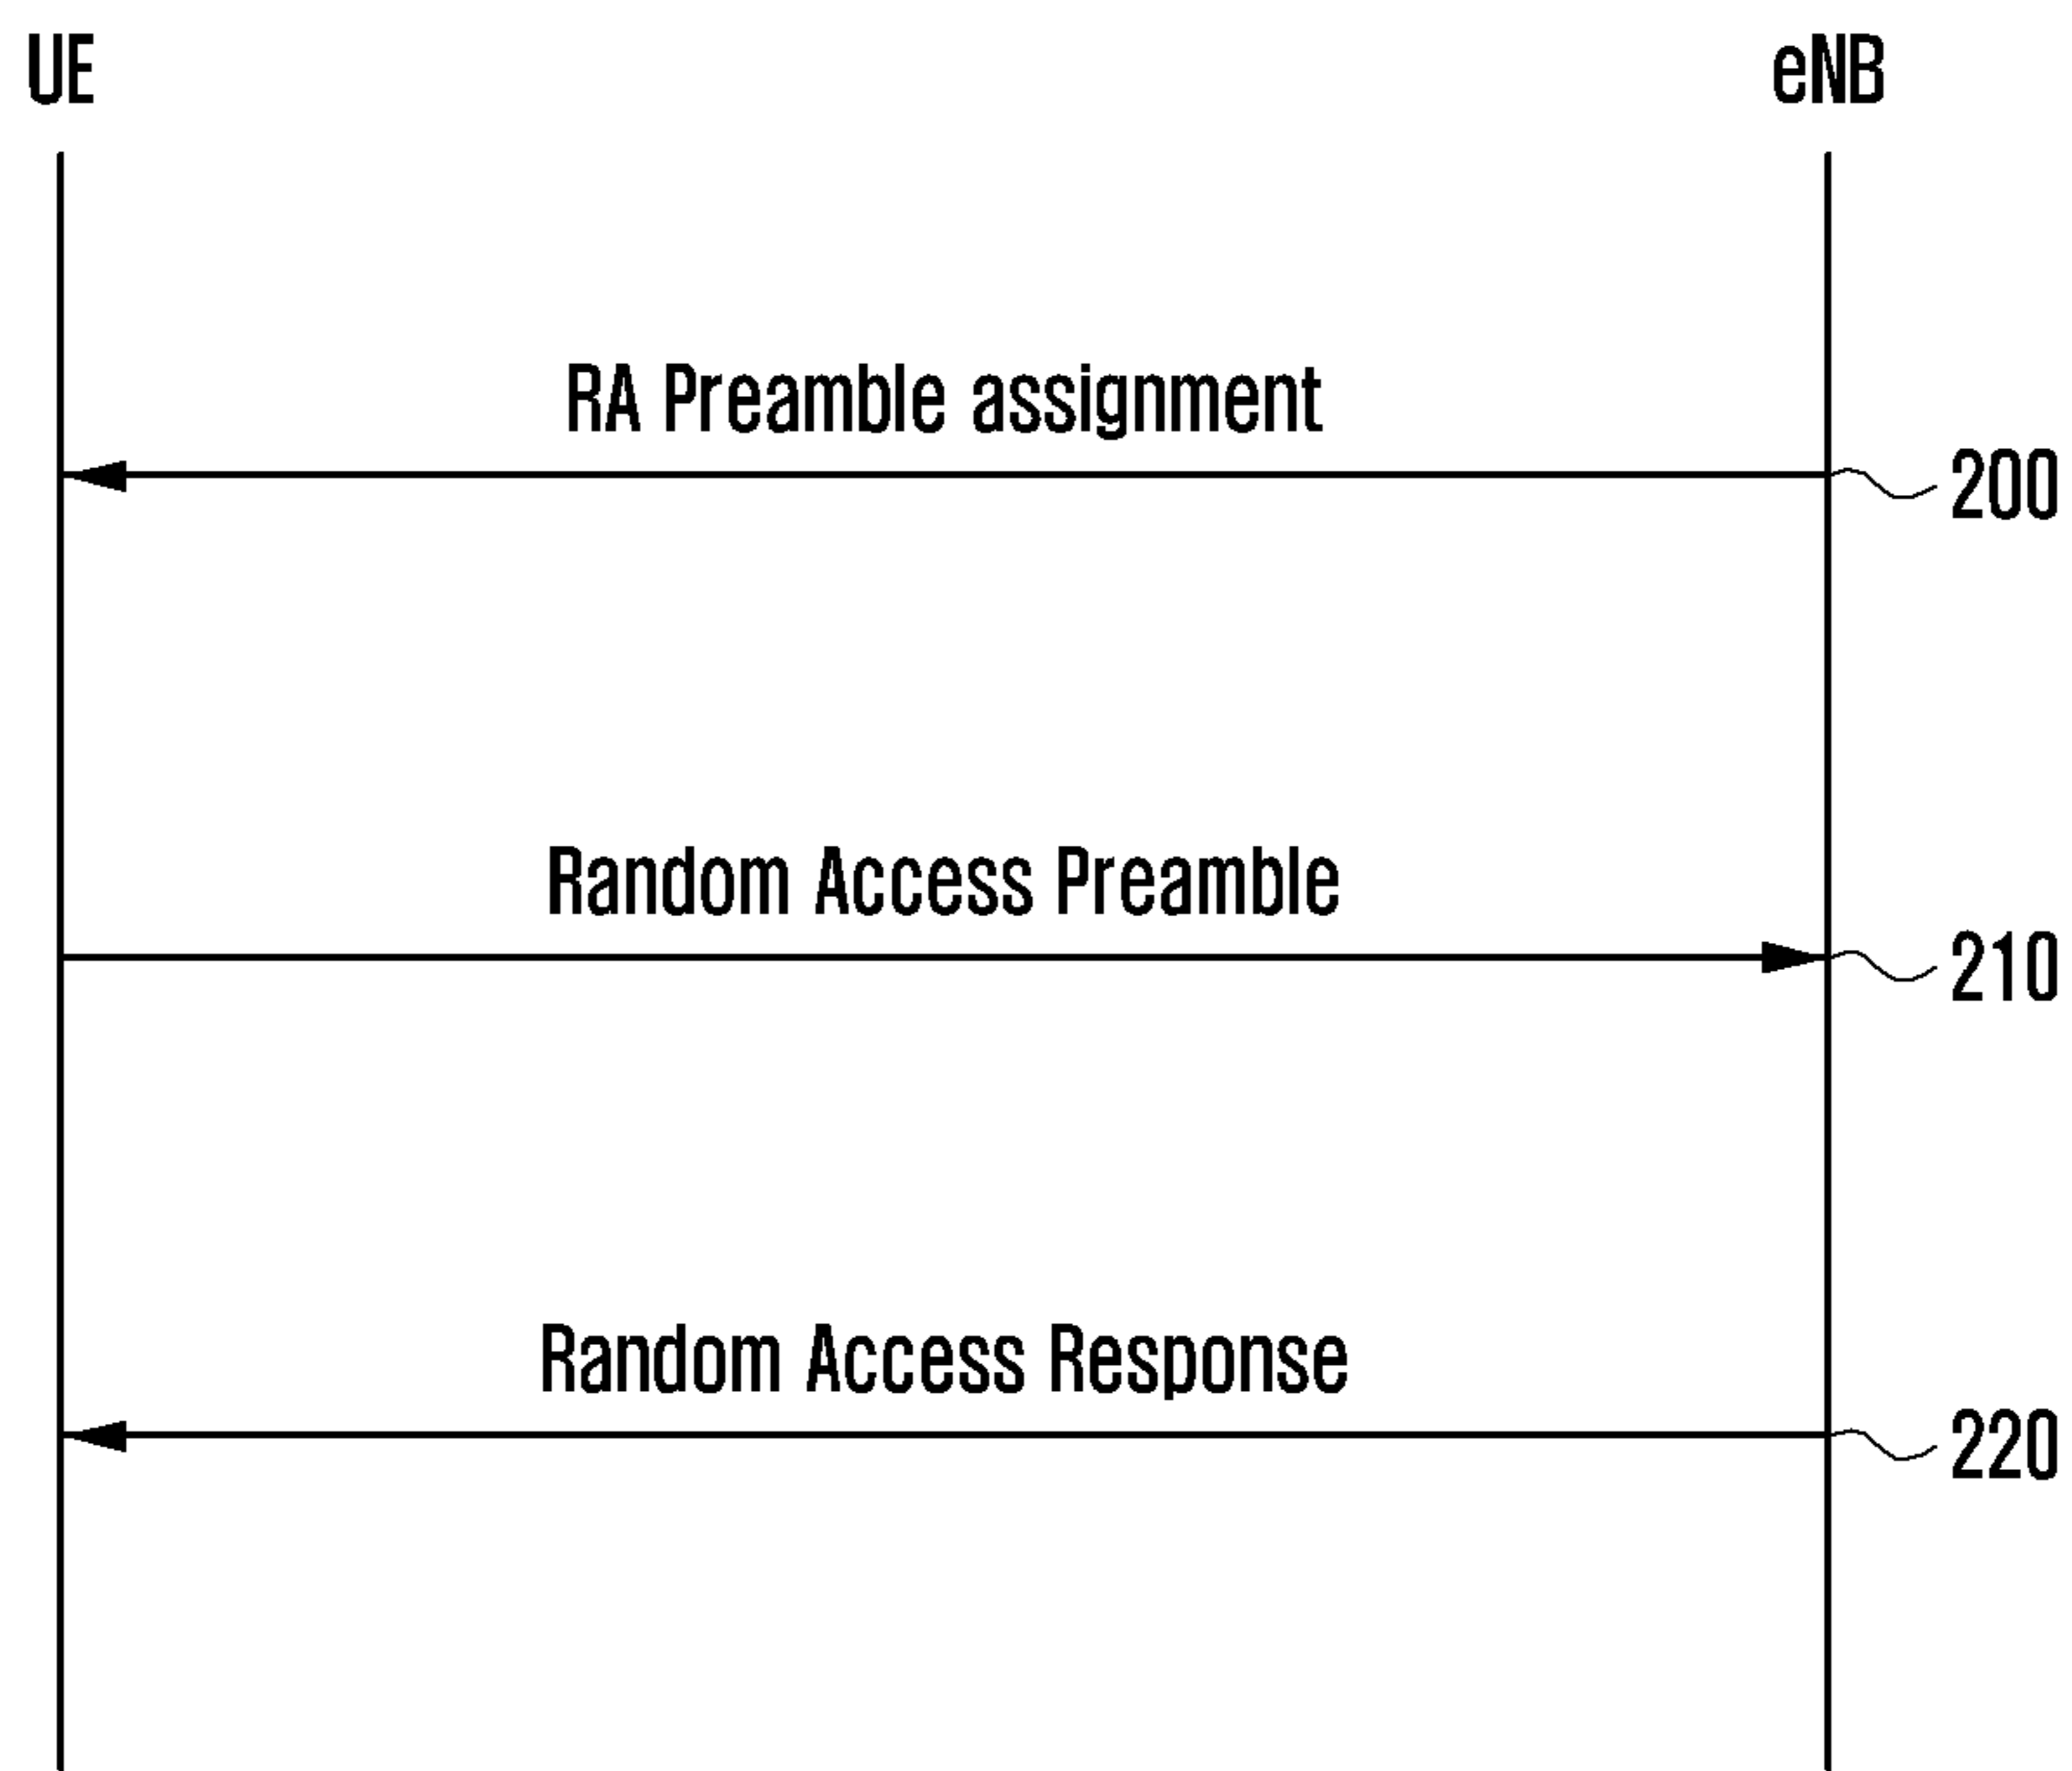 UE
eNB
RA Preamble assignment
200
Random Access Preamble
210
Random Access Response
220